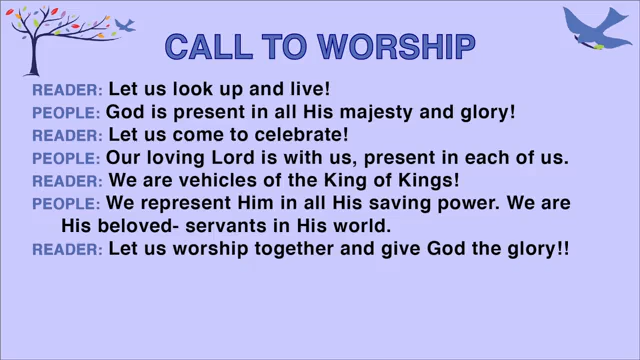 CALL TO WORSHIP
READER: Let us look up and live!
PEOPLE: God is present in all His majesty and glory!
READER: Let us come to celebrate!
PEOPLE: Our loving Lord is with us, present in each of us.
READER: We are vehicles of the King of Kings!
PEOPLE: We represent Him in all His saving power. We are
His beloved- servants in His world.
READER: Let us worship together and give God the glory!!